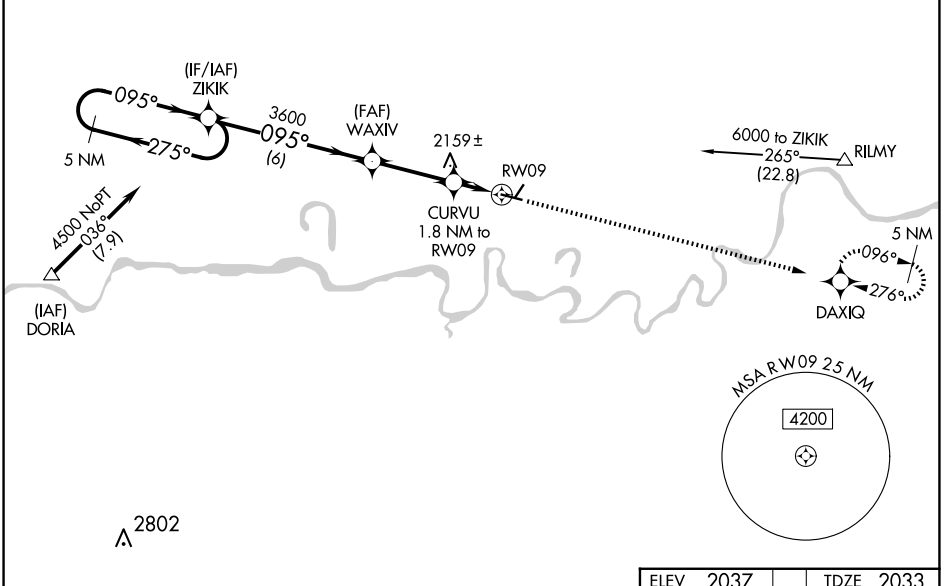 (IF/IAF)
ZIKIK
095°
275°
5 NM
3600
095°
(6)
(FAF)
WAXIV
2159±
RW09
CURVU
1.8 NM to
RW09
6000 to ZIKIK
265°
(22.8)
RILMY
4500 NoPT
036°
(7.9)
(IAF)
DORIA
5 NM
096°
276°
DAXIQ
MSA RW09 25 NM
4200
2802
ELEV 2037 TDZE 2033